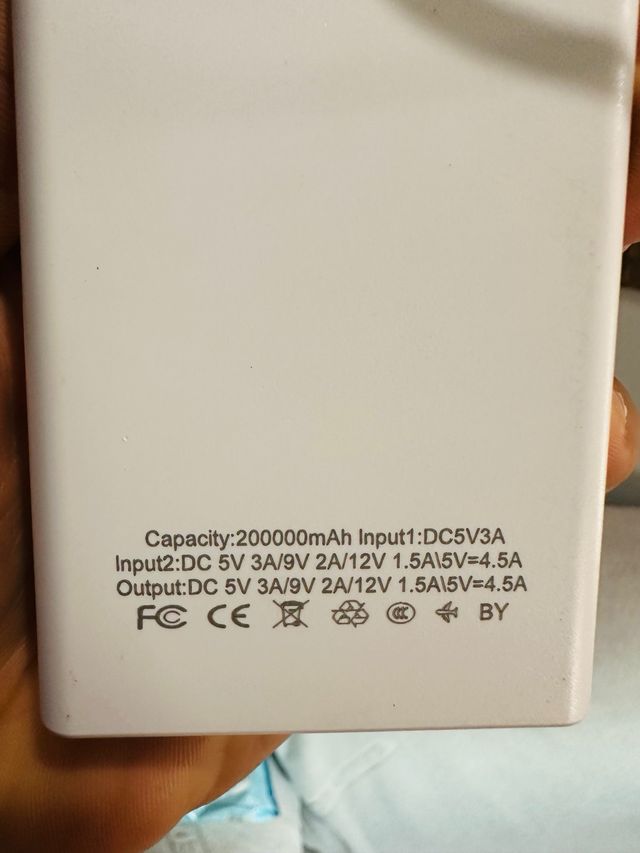 Capacity:200000mAh Input1:DC5V3A
Input2:DC 5V 3A/9V 2A/12V 1.5A\5V=4.5A
Output:DC 5V 3A/9V 2A/12V 1.5A\5V=4.5A
FC CE CCC BY